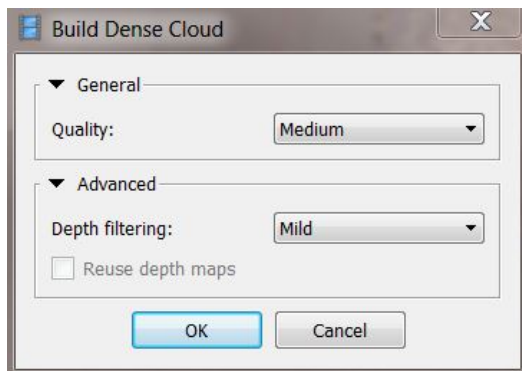 Build Dense Cloud
General
Quality: Medium
Advanced
Depth filtering: Mild
Reuse depth maps
OK Cancel